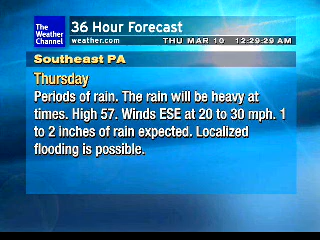 The
Weather
Channel
36 Hour Forecast
weather.com
THU MAR 10 12:29:29 AM
Southeast PA
Thursday
Periods of rain. The rain will be heavy at
times. High 57. Winds ESE at 20 to 30 mph. 1
to 2 inches of rain expected. Localized
flooding is possible.